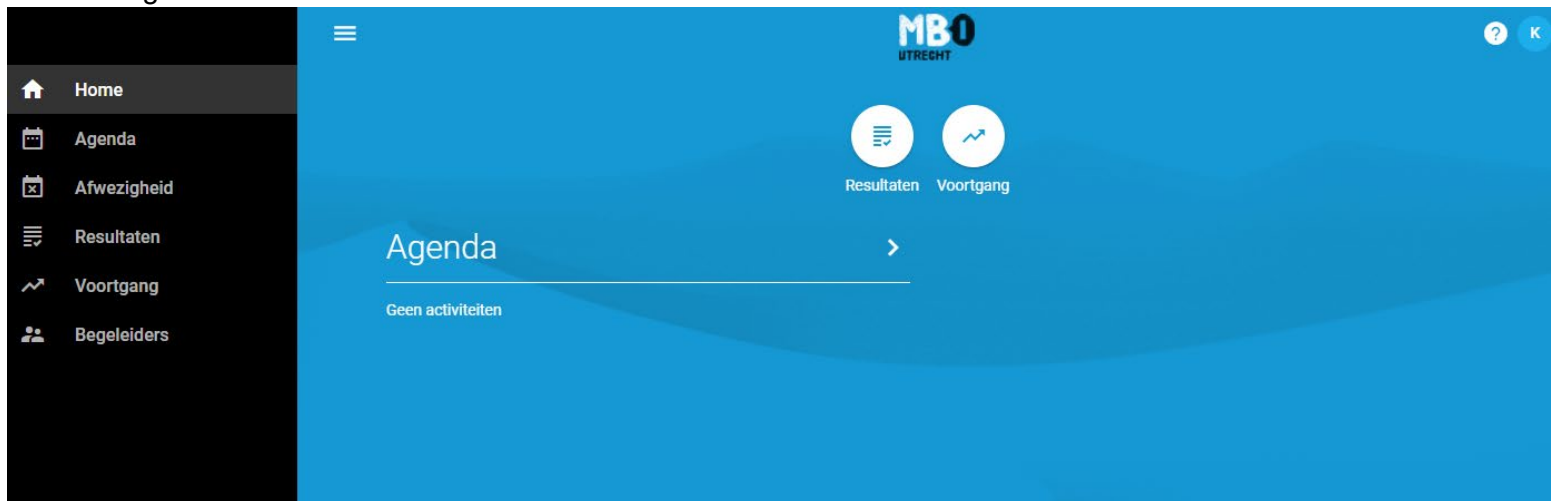 MBO
UTRECHT
?
K
Home
Agenda
Afwezigheid
Resultaten
Voortgang
Begeleiders
Resultaten
Voortgang
Agenda
Geen activiteiten